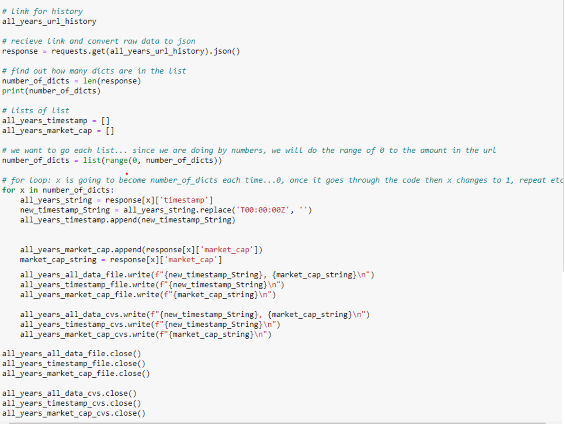 # Link for history
all_years_url_history
# recieve Link and convert raw data to json
response = requests.get(all_years_url_history).json()
# find out how many dicts are in the list
number_of_dicts = len(response)
print(number_of_dicts)
# Lists of List
all_years_timestamp = []
all_years_market_cap = []
# we want to go each list... since we are doing by numbers, we will do the range of 0 to the amount in the url
number_of_dicts = list(range(0, number_of_dicts))
# for Loop: x is going to become number_of_dicts each time...0, once it goes through the code then x changes to 1, repeat etc
for x in number_of_dicts:
    all_years_string = response[x]['timestamp']
    new_timestamp_String = all_years_string.replace('T00:00:00Z', '')
    all_years_timestamp.append(new_timestamp_String)
    all_years_market_cap.append(response[x]['market_cap'])
    market_cap_string = response[x]['market_cap']
    all_years_all_data_file.write(f"{new_timestamp_String}, {market_cap_string}\n")
    all_years_timestamp_file.write(f"{new_timestamp_String}\n")
    all_years_market_cap_file.write(f"{market_cap_string}\n")
    all_years_all_data_cvs.write(f"{new_timestamp_String}, {market_cap_string}\n")
    all_years_timestamp_cvs.write(f"{new_timestamp_String}\n")
    all_years_market_cap_cvs.write(f"{market_cap_string}\n")
all_years_all_data_file.close()
all_years_timestamp_file.close()
all_years_market_cap_file.close()
all_years_all_data_cvs.close()
all_years_timestamp_cvs.close()
all_years_market_cap_cvs.close()